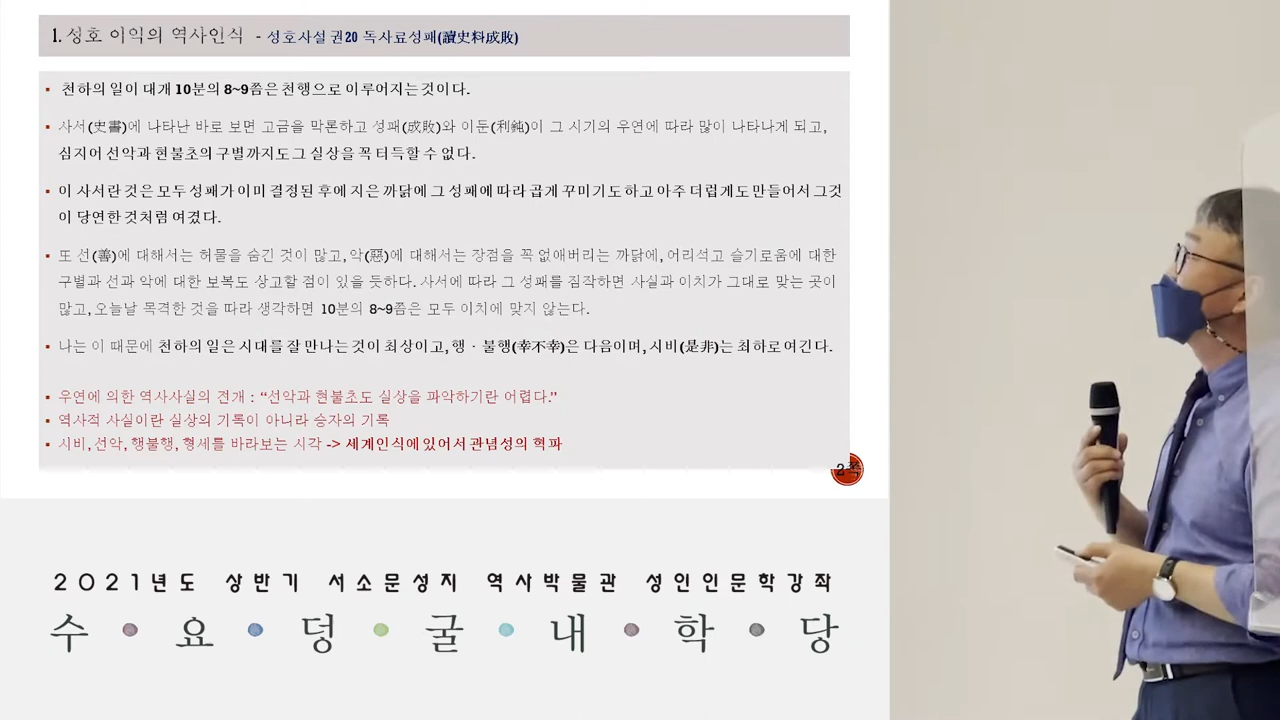 1. 성호 이익의 역사인식 - 성호사설 권20 독사료성패(讀史料成敗)
▪ 천하의 일이 대개 10분의 8~9쯤은 천행으로 이루어지는 것이다.
▪ 사서(史書)에 나타난 바로 보면 고금을 막론하고 성패(成敗)와 이둔(利鈍)이 그 시기의 우연에 따라 많이 나타나게 되고,
심지어 선악과 현불초의 구별까지도 그 실상을 꼭 터득할 수 없다.
▪ 이 사서란 것은 모두 성패가 이미 결정된 후에 지은 까닭에 그 성패에 따라 곱게 꾸미기도 하고 아주 더럽게도 만들어서 그것
이 당연한 것처럼 여겼다.
▪ 또 선(善)에 대해서는 허물을 숨긴 것이 많고, 악(惡)에 대해서는 장점을 꼭 없애버리는 까닭에, 어리석고 슬기로움에 대한
구별과 선과 악에 대한 보복도 상고할 점이 있을 듯하다. 사서에 따라 그 성패를 짐작하면 사실과 이치가 그대로 맞는 곳이
많고, 오늘날 목격한 것을 따라 생각하면 10분의 8~9쯤은 모두 이치에 맞지 않는다.
▪ 나는 이 때문에 천하의 일은 시대를 잘 만나는 것이 최상이고, 행·불행(幸不幸)은 다음이며, 시비(是非)는 최하로 여긴다.
▪ 우연에 의한 역사사실의 전개 : “선악과 현불초도 실상을 파악하기란 어렵다.”
▪ 역사적 사실이란 실상의 기록이 아니라 승자의 기록
▪ 시비, 선악, 행불행, 형세를 바라보는 시각 -> 세계인식에 있어서 관념성의 혁파
2쪽
2021년도 상반기 서소문성지 역사박물관 성인인문학강좌
수 요 덩 굴 내 학 당